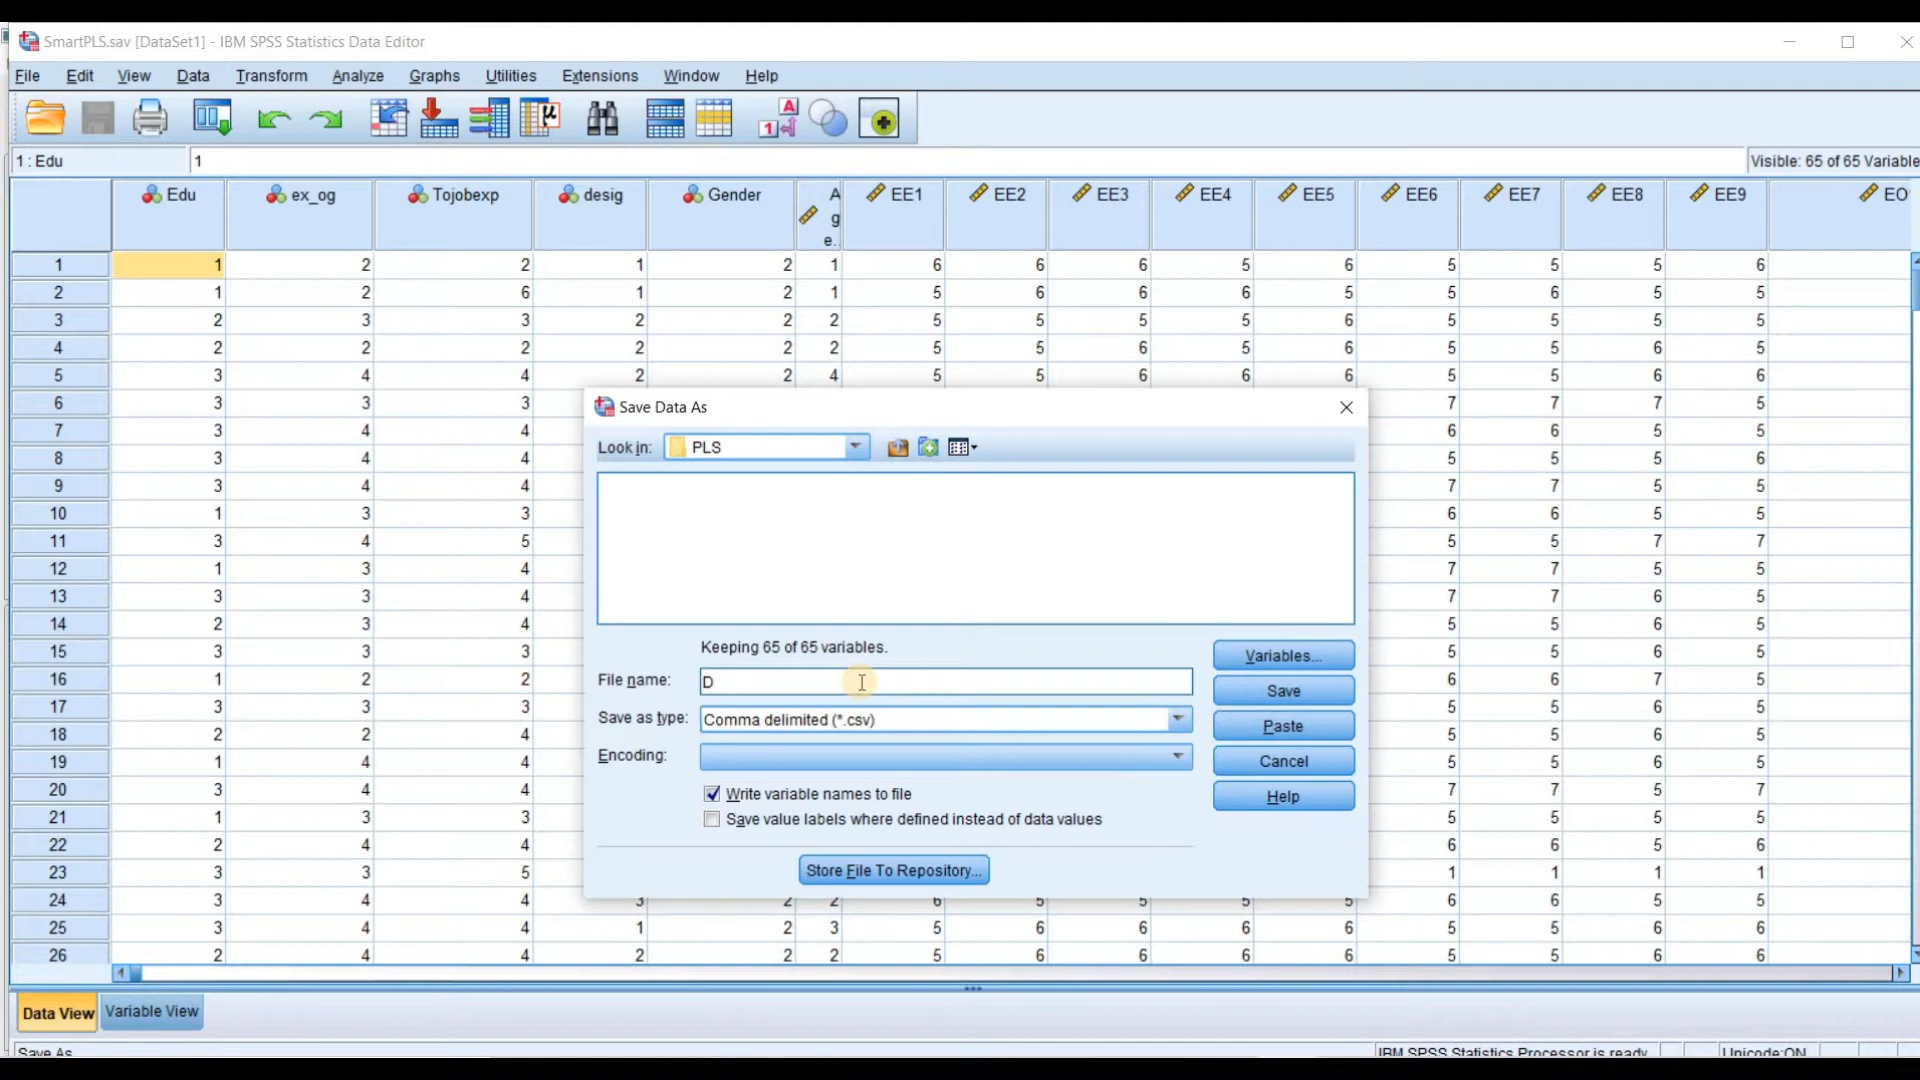 SmartPLS.sav [DataSet1] - IBM SPSS Statistics Data Editor
File Edit View Data Transform Analyze Graphs Utilities Extensions Window Help
1 : Edu 1 Visible: 65 of 65 Variable
Edu ex_og Tojobexp desig Gender Age.. EE1 EE2 EE3 EE4 EE5 EE6 EE7 EE8 EE9 EO
1 1 2 2 1 2 1 6 6 6 5 6 5 5 5 6
2 1 2 6 1 2 1 5 6 6 6 5 5 6 5 5
3 2 3 3 2 2 2 5 5 5 5 6 5 5 5 5
4 2 2 2 2 2 2 5 5 6 5 6 5 5 6 5
5 3 4 4 2 2 4 5 5 6 6 6 5 5 6 6
6 3 3 3 7 7 7 5
7 3 4 4 6 6 5 5
8 3 4 4 5 5 5 6
9 3 4 4 7 7 5 5
10 1 3 3 6 6 5 5
11 3 4 5 5 5 7 7
12 1 3 4 7 7 5 5
13 3 3 4 7 7 6 5
14 2 3 4 5 5 6 5
15 3 3 3 5 5 6 5
16 1 2 2 6 6 7 5
17 3 3 3 5 5 5 5
18 2 2 4 5 5 6 5
19 1 4 4 5 5 6 5
20 3 4 4 7 7 5 7
21 1 3 3 5 5 5 5
22 2 4 4 6 6 5 6
23 3 3 5 1 1 1 1
24 3 4 4 3 2 2 6 5 5 5 5 6 6 5 5
25 3 4 4 1 2 3 5 6 6 6 6 5 5 6 6
26 2 4 4 2 2 2 5 6 6 6 6 5 5 6 6
Save Data As
Look in: PLS
Keeping 65 of 65 variables.
File name: D
Save as type: Comma delimited (*.csv)
Encoding:
Write variable names to file
Save value labels where defined instead of data values
Variables...
Save
Paste
Cancel
Help
Store File To Repository...
Data View Variable View
Save As IBM SPSS Statistics Processor is ready Unicode:ON